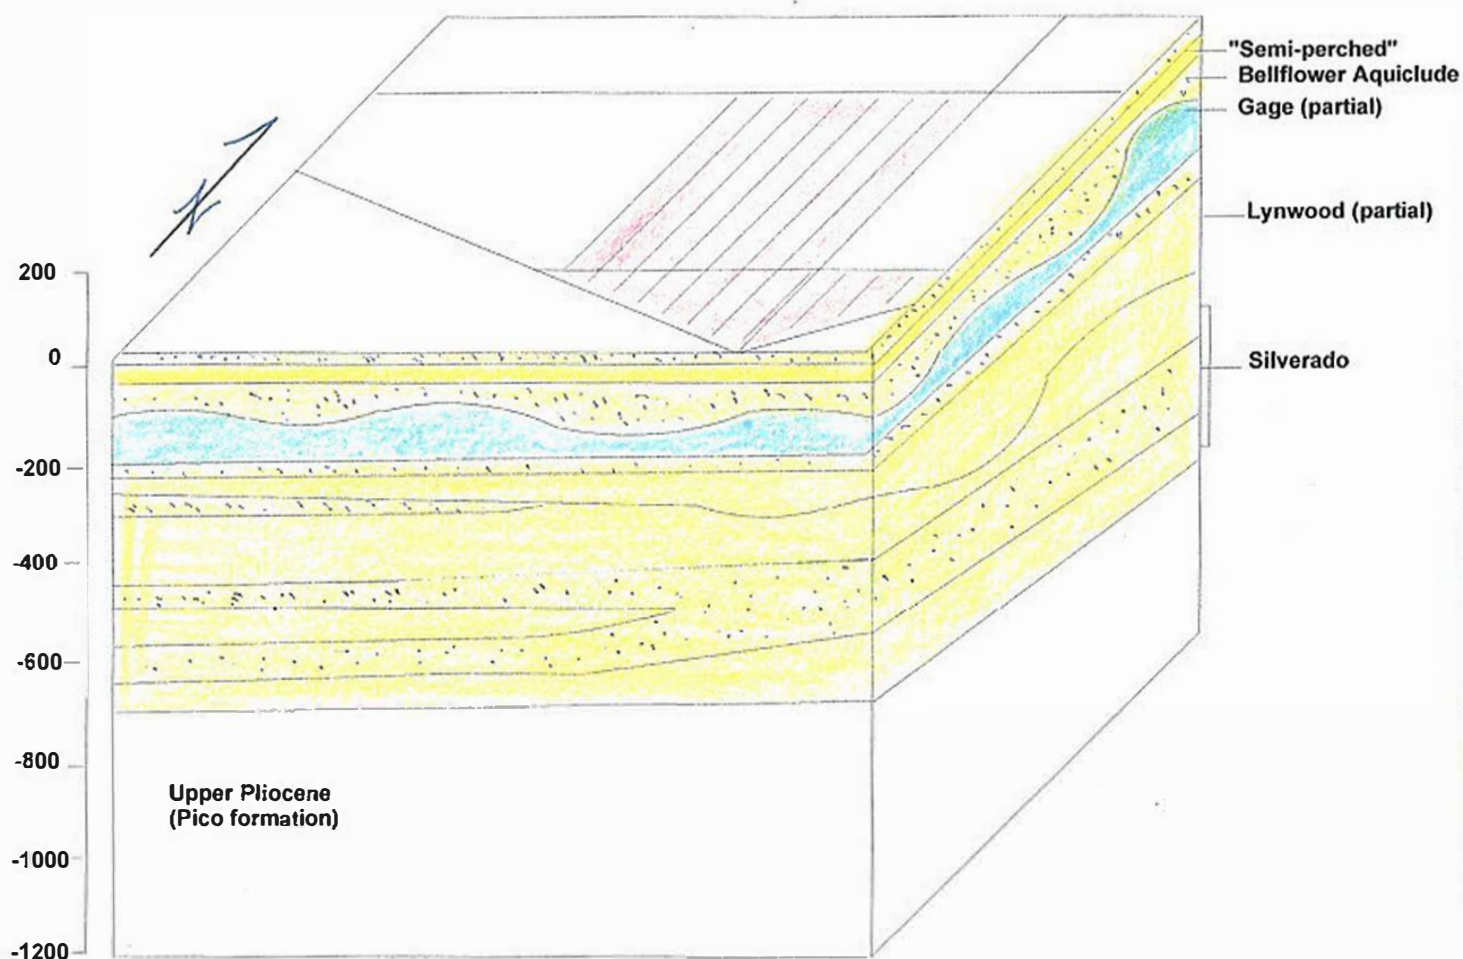 "Semi-perched"
Bellflower Aquiclude
Gage (partial)
Lynwood (partial)
Silverado
200
0
-200
-400
-600
-800
-1000
-1200
Upper Pliocene
(Pico formation)